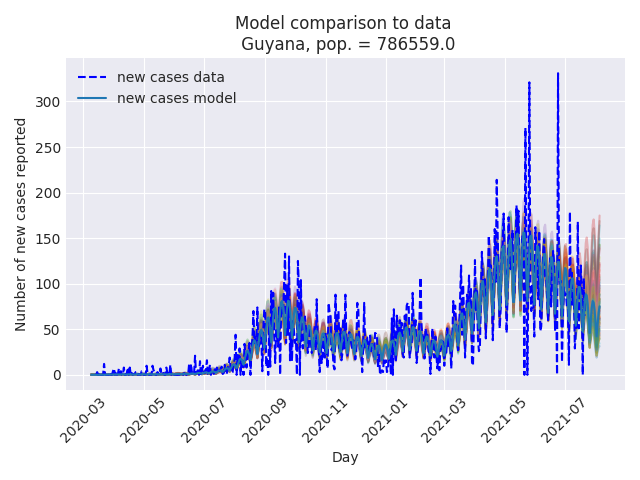 Model comparison to data
Guyana, pop. = 786559.0
new cases data
new cases model
Number of new cases reported
300
250
200
150
100
50
0
2020-03
2020-05
2020-07
2020-09
2020-11
2021-01
2021-03
2021-05
2021-07
Day